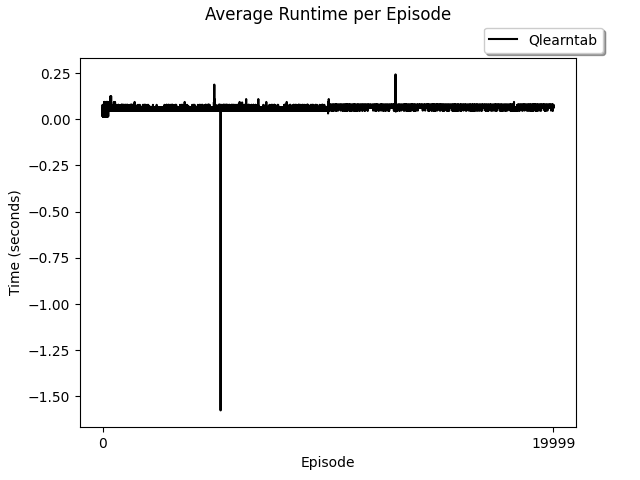 Average Runtime per Episode
Qlearntab
0.25
0.00
−0.25
−0.50
−0.75
−1.00
−1.25
−1.50
Time (seconds)
0
19999
Episode